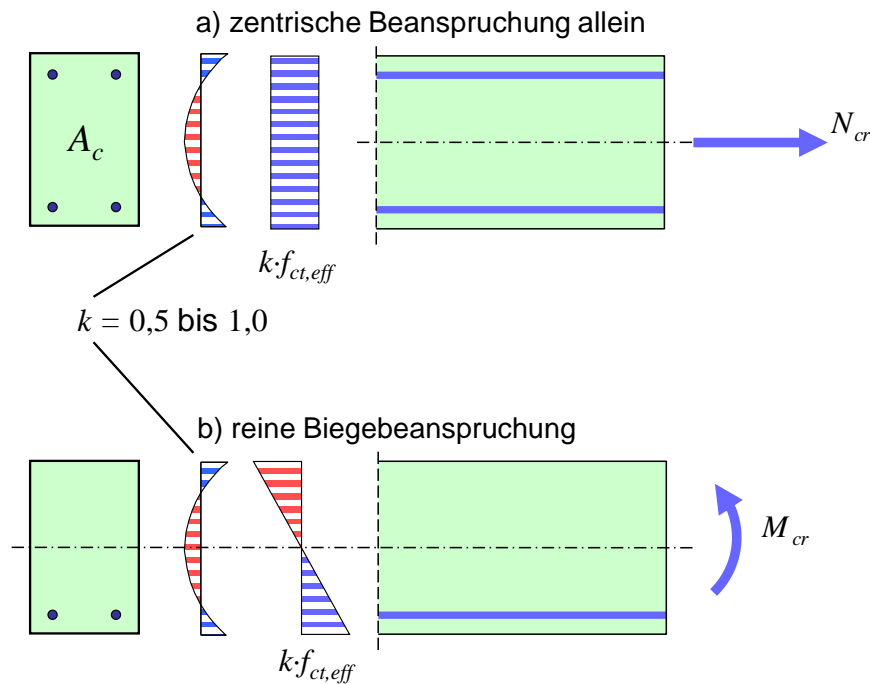 a) zentrische Beanspruchung allein
A_c
N_cr
k·f_ct,eff
k = 0,5 bis 1,0
b) reine Biegebeanspruchung
M_cr
k·f_ct,eff